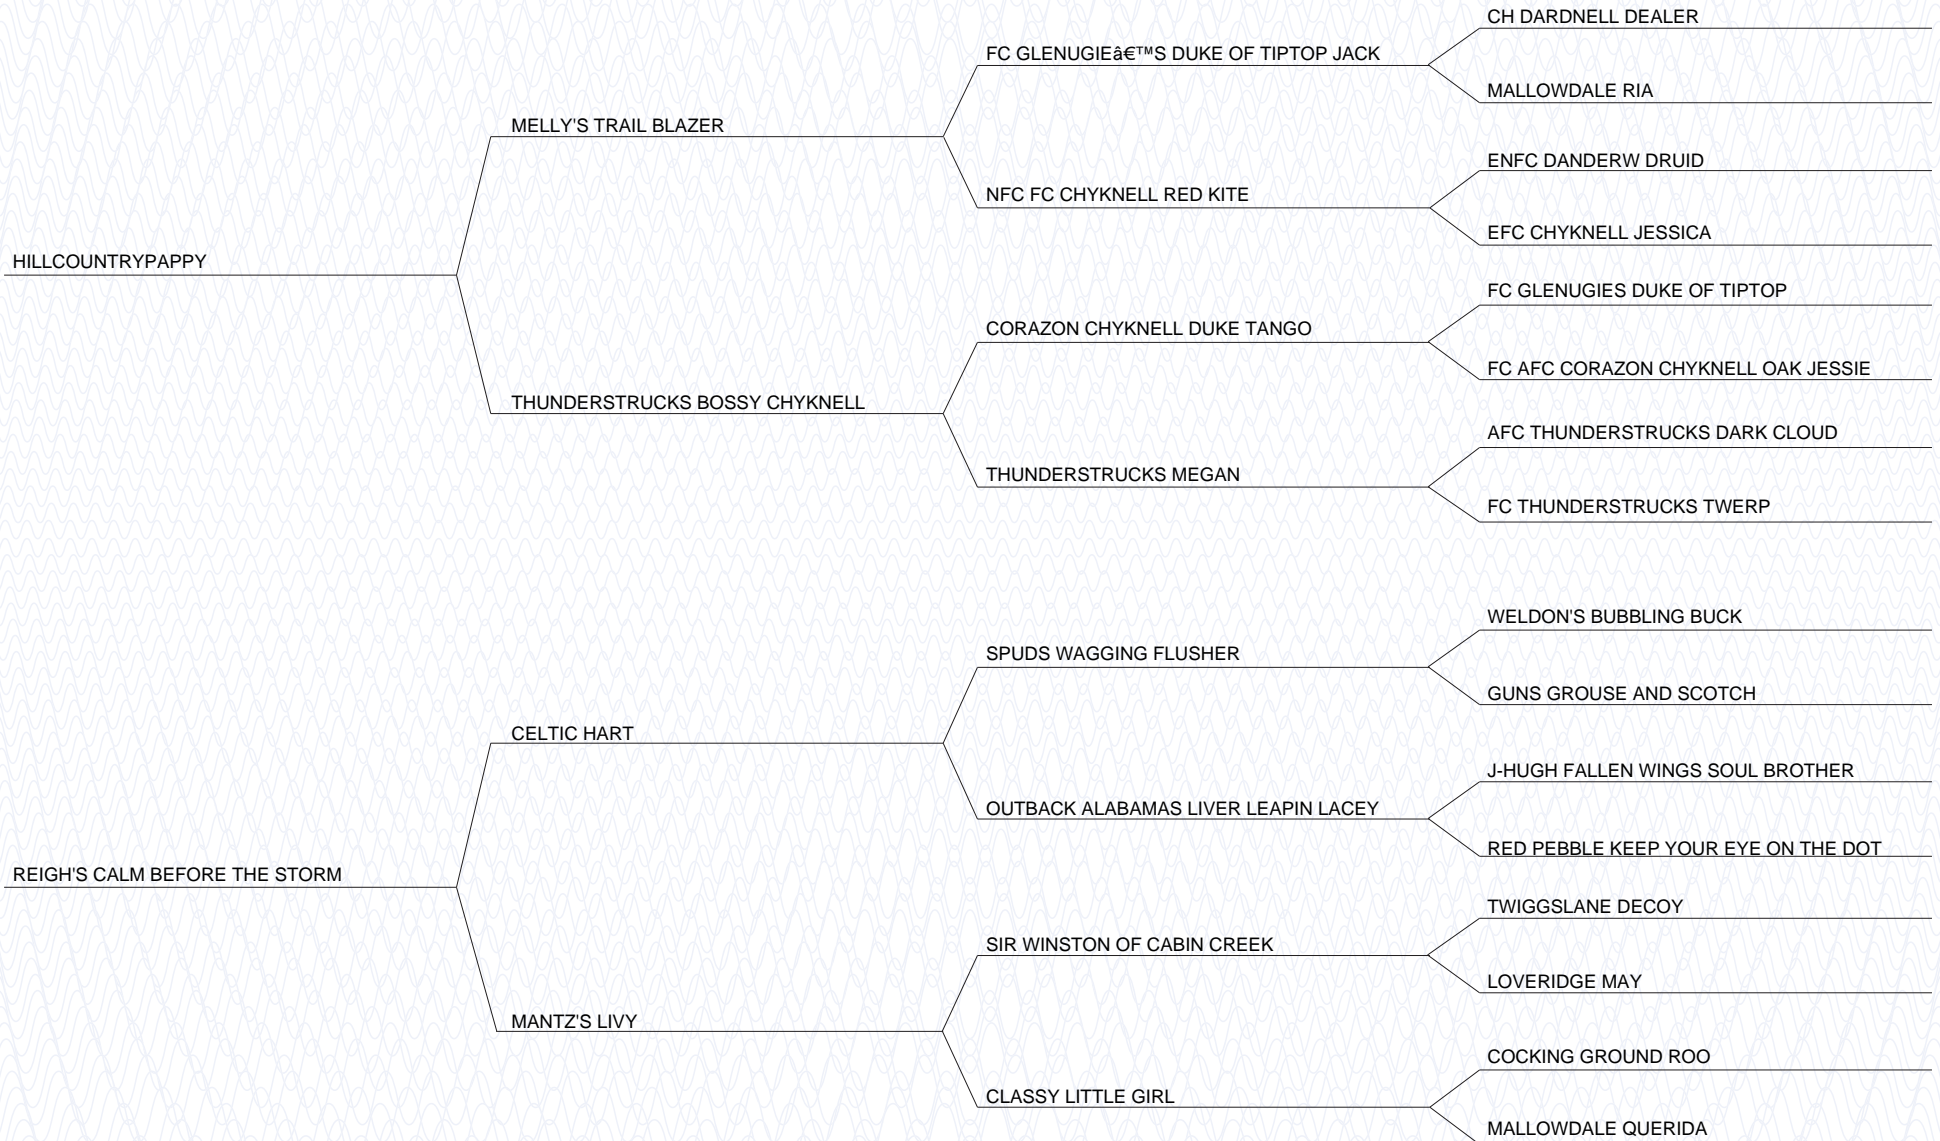 CH DARDNELL DEALER
FC GLENUGIEâ€™S DUKE OF TIPTOP JACK
MALLOWDALE RIA
MELLY'S TRAIL BLAZER
ENFC DANDERW DRUID
NFC FC CHYKNELL RED KITE
EFC CHYKNELL JESSICA
HILLCOUNTRYPAPPY
FC GLENUGIES DUKE OF TIPTOP
CORAZON CHYKNELL DUKE TANGO
FC AFC CORAZON CHYKNELL OAK JESSIE
THUNDERSTRUCKS BOSSY CHYKNELL
AFC THUNDERSTRUCKS DARK CLOUD
THUNDERSTRUCKS MEGAN
FC THUNDERSTRUCKS TWERP
WELDON'S BUBBLING BUCK
SPUDS WAGGING FLUSHER
GUNS GROUSE AND SCOTCH
CELTIC HART
J-HUGH FALLEN WINGS SOUL BROTHER
OUTBACK ALABAMAS LIVER LEAPIN LACEY
RED PEBBLE KEEP YOUR EYE ON THE DOT
REIGH'S CALM BEFORE THE STORM
TWIGGSLANE DECOY
SIR WINSTON OF CABIN CREEK
LOVERIDGE MAY
MANTZ'S LIVY
COCKING GROUND ROO
CLASSY LITTLE GIRL
MALLOWDALE QUERIDA